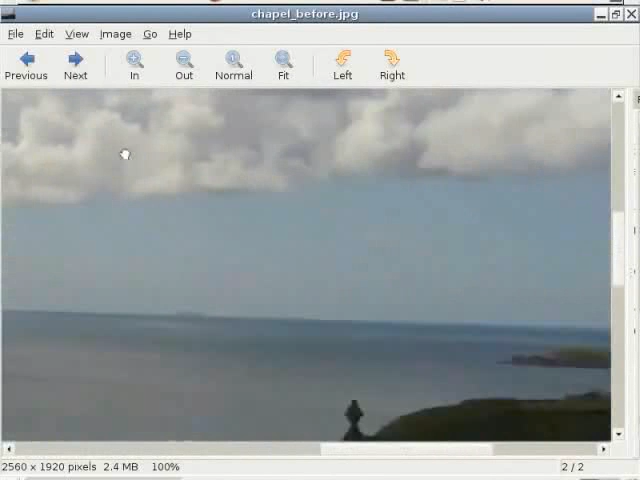 chapel_before.jpg
File Edit View Image Go Help
Previous Next In Out Normal Fit Left Right
2560 x 1920 pixels 2.4 MB 100% 2 / 2